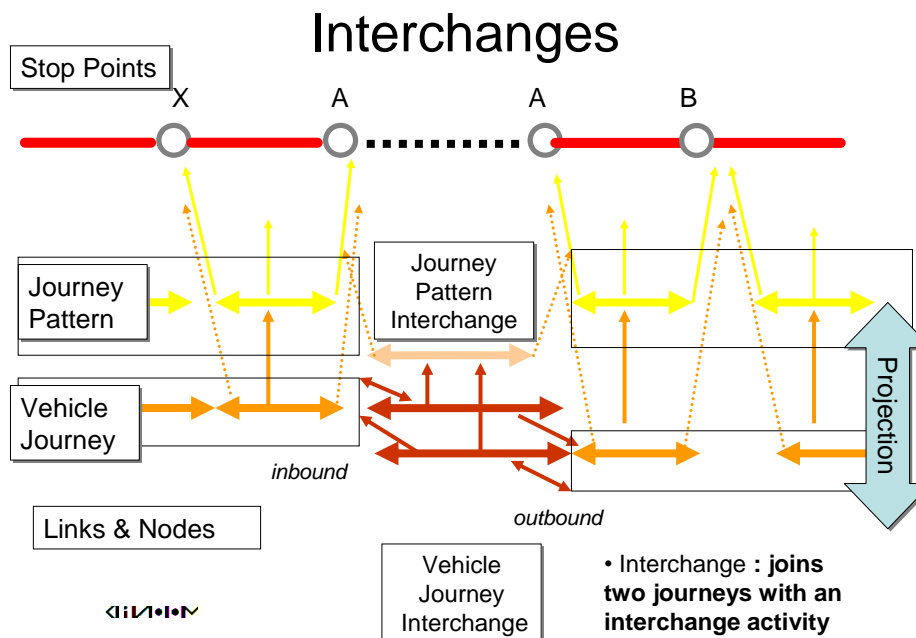 Interchanges
Stop Points
X
A
A
B
Journey
Pattern
Journey
Pattern
Interchange
Vehicle
Journey
Projection
inbound
outbound
Links & Nodes
Vehicle
Journey
Interchange
• Interchange : joins
two journeys with an
interchange activity